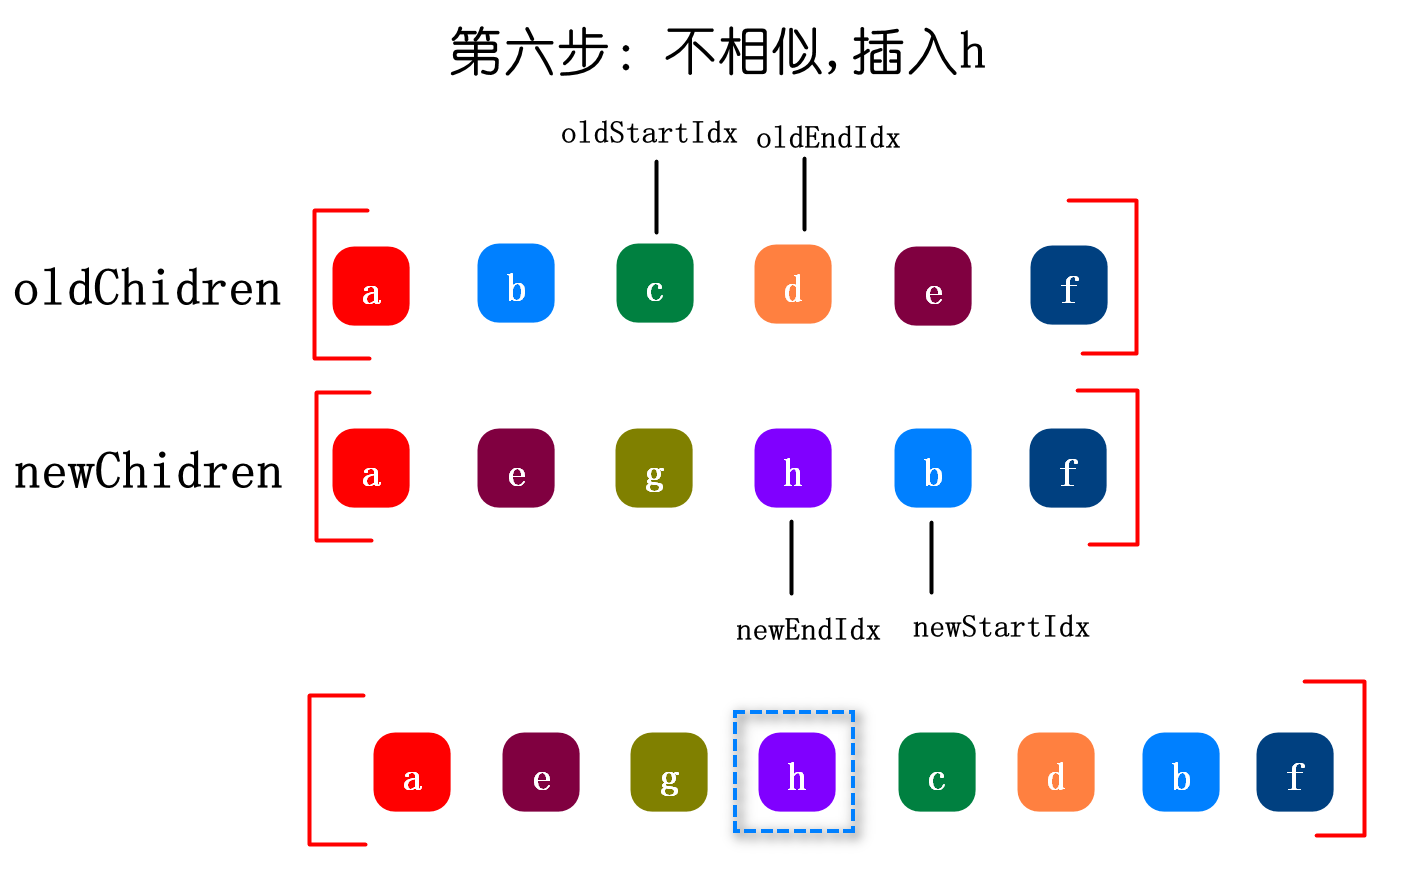 第六步：不相似,插入h
oldStartIdx oldEndIdx
oldChidren a b c d e f
newChidren a e g h b f
newEndIdx newStartIdx
a e g h c d b f